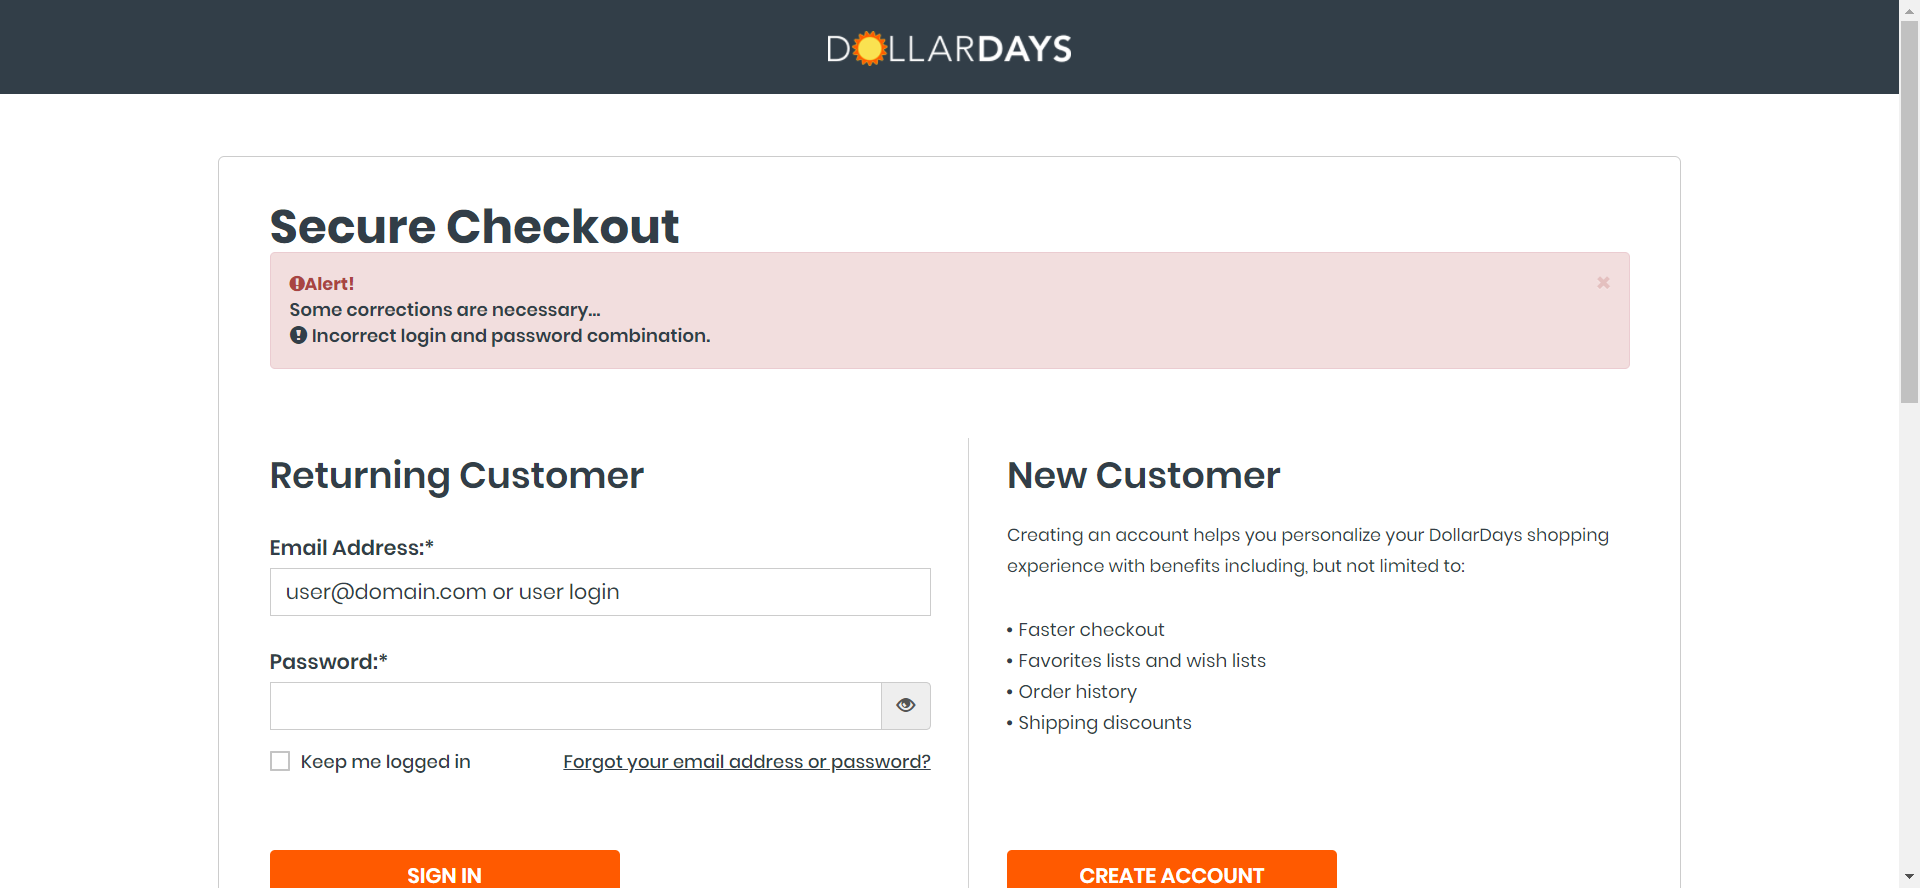 DOLLARDAYS
Secure Checkout
Alert!
Some corrections are necessary...
Incorrect login and password combination.
Returning Customer
Email Address:*
user@domain.com or user login
Password:*
Keep me logged in
Forgot your email address or password?
SIGN IN
New Customer
Creating an account helps you personalize your DollarDays shopping
experience with benefits including, but not limited to:
• Faster checkout
• Favorites lists and wish lists
• Order history
• Shipping discounts
CREATE ACCOUNT